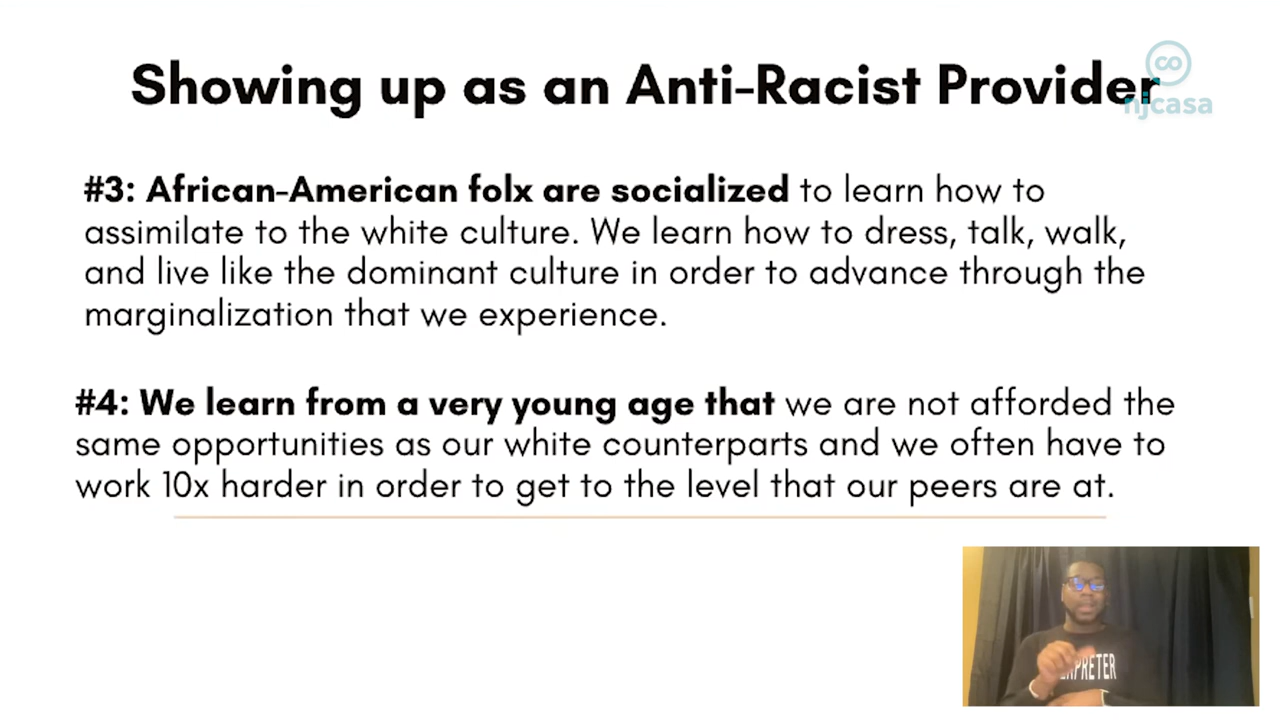 co
njcasa
Showing up as an Anti-Racist Provider
#3: African-American folx are socialized to learn how to
assimilate to the white culture. We learn how to dress, talk, walk,
and live like the dominant culture in order to advance through the
marginalization that we experience.
#4: We learn from a very young age that we are not afforded the
same opportunities as our white counterparts and we often have to
work 10x harder in order to get to the level that our peers are at.